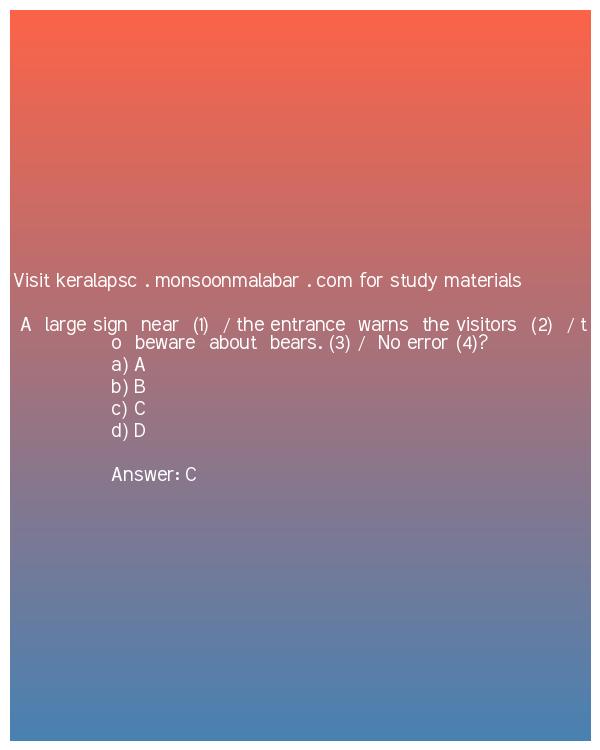 Visit keralapsc . monsoonmalabar . com for study materials
A large sign near (1) / the entrance warns the visitors (2) / t
o beware about bears. (3) / No error (4)?
a) A
b) B
c) C
d) D
Answer: C